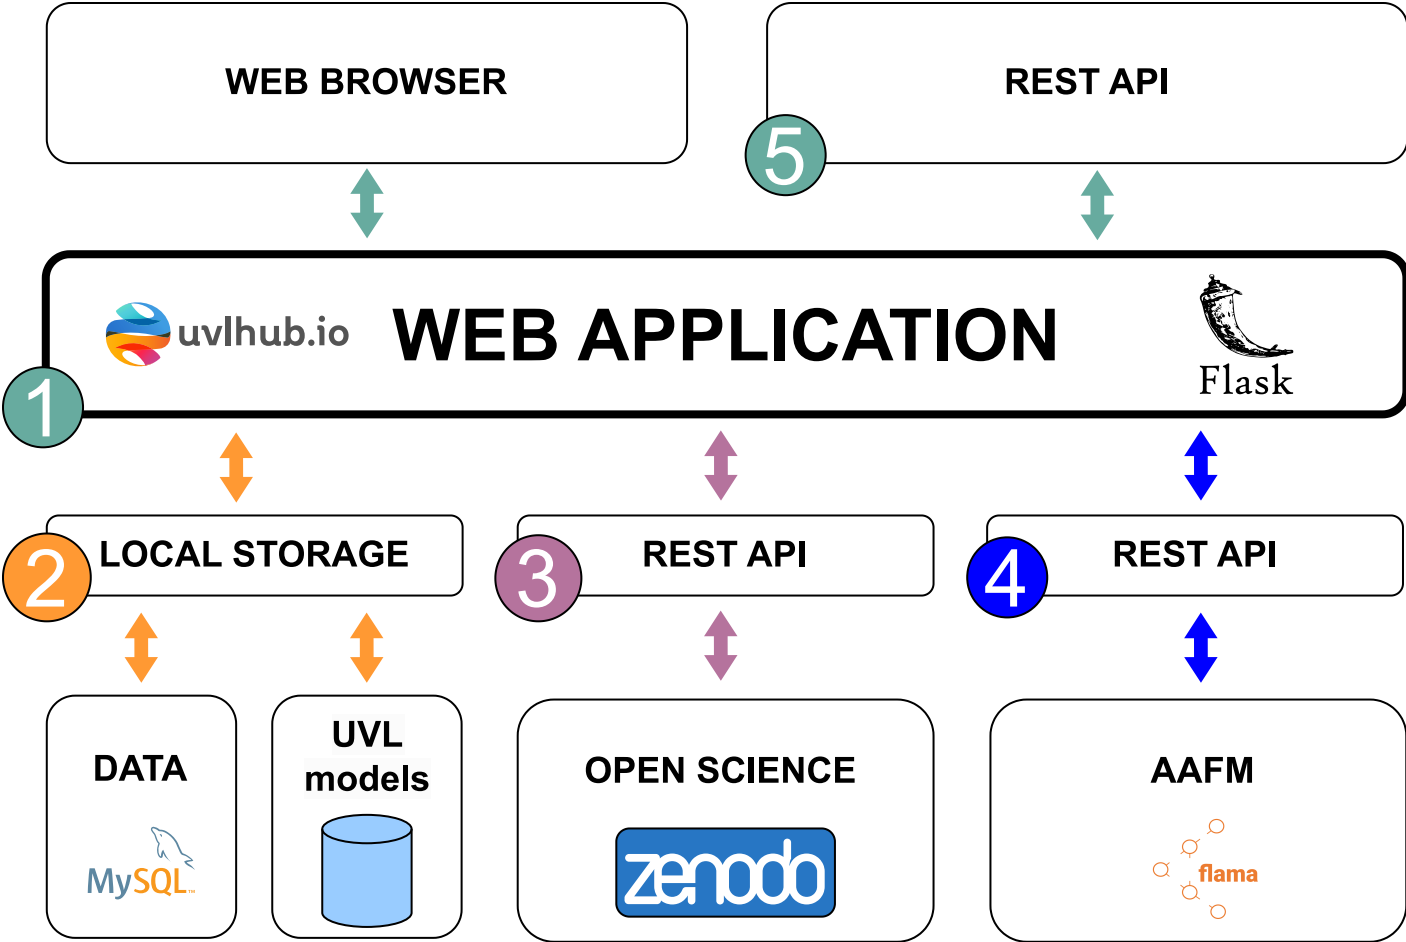 WEB BROWSER
REST API
5
uvlhub.io
WEB APPLICATION
Flask
1
LOCAL STORAGE
2
REST API
3
REST API
4
DATA
MySQL™
UVL
models
OPEN SCIENCE
zenodo
AAFM
flama